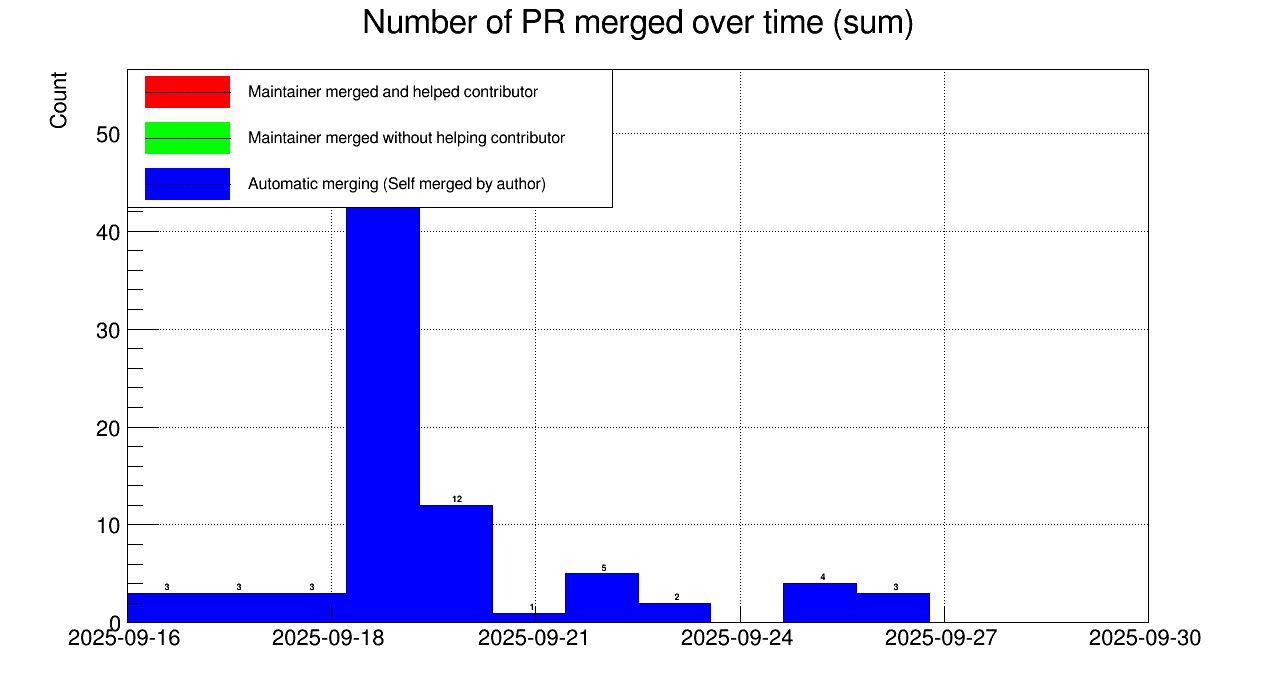 Number of PR merged over time (sum)
Count
Maintainer merged and helped contributor
Maintainer merged without helping contributor
Automatic merging (Self merged by author)
50
40
30
20
10
0
3 3 3 12 1 5 2 4 3
2025-09-16 2025-09-18 2025-09-21 2025-09-24 2025-09-27 2025-09-30